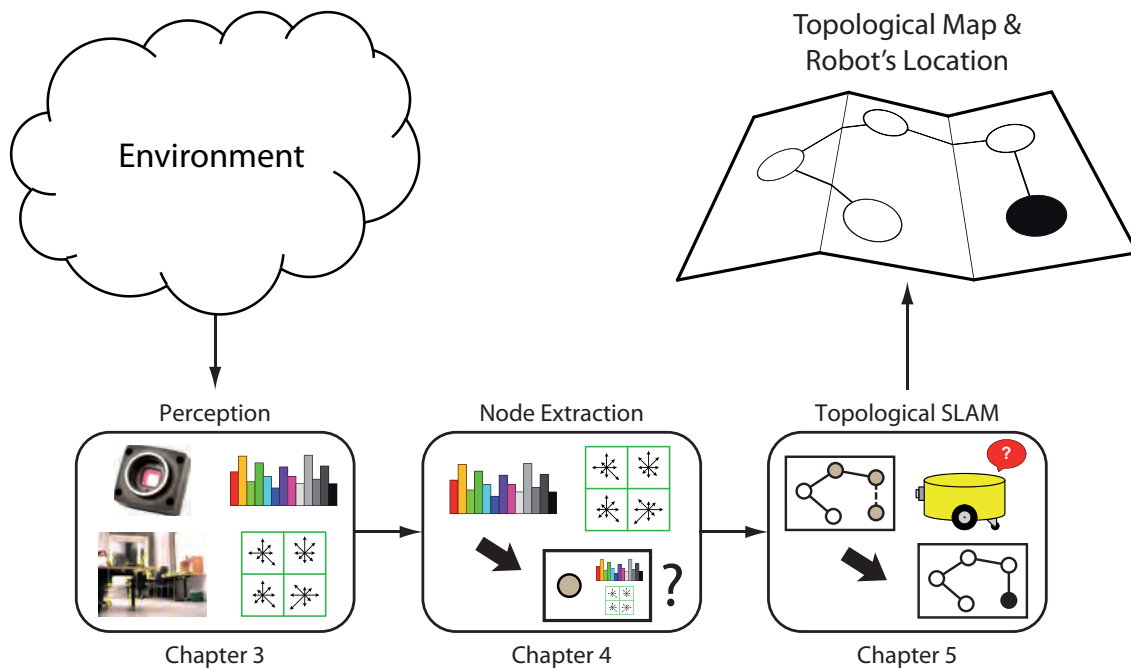 Environment
Topological Map &
Robot's Location
Perception
Node Extraction
Topological SLAM
?
?
Chapter 3
Chapter 4
Chapter 5